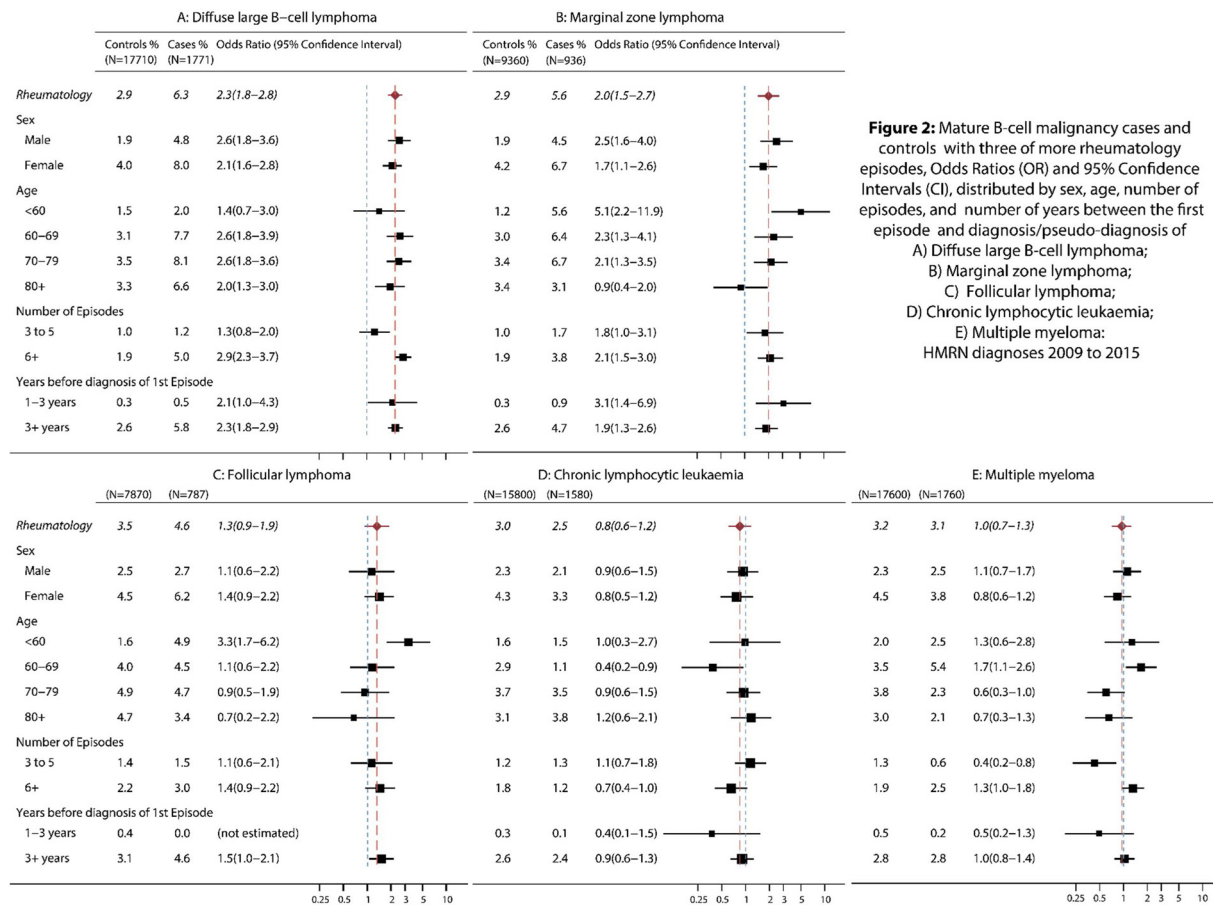 A: Diffuse large B−cell lymphoma
Controls % Cases % Odds Ratio (95% Confidence Interval)
(N=17710) (N=1771)
Rheumatology 2.9 6.3 2.3(1.8−2.8)
Sex
Male 1.9 4.8 2.6(1.8−3.6)
Female 4.0 8.0 2.1(1.6−2.8)
Age
<60 1.5 2.0 1.4(0.7−3.0)
60−69 3.1 7.7 2.6(1.8−3.9)
70−79 3.5 8.1 2.6(1.8−3.6)
80+ 3.3 6.6 2.0(1.3−3.0)
Number of Episodes
3 to 5 1.0 1.2 1.3(0.8−2.0)
6+ 1.9 5.0 2.9(2.3−3.7)
Years before diagnosis of 1st Episode
1−3 years 0.3 0.5 2.1(1.0−4.3)
3+ years 2.6 5.8 2.3(1.8−2.9)
0.25 0.5 1 2 3 5 10
B: Marginal zone lymphoma
Controls % Cases % Odds Ratio (95% Confidence Interval)
(N=9360) (N=936)
2.9 5.6 2.0(1.5−2.7)
1.9 4.5 2.5(1.6−4.0)
4.2 6.7 1.7(1.1−2.6)
1.2 5.6 5.1(2.2−11.9)
3.0 6.4 2.3(1.3−4.1)
3.4 6.7 2.1(1.3−3.5)
3.4 3.1 0.9(0.4−2.0)
1.0 1.7 1.8(1.0−3.1)
1.9 3.8 2.1(1.5−3.0)
0.3 0.9 3.1(1.4−6.9)
2.6 4.7 1.9(1.3−2.6)
0.25 0.5 1 2 3 5 10
Figure 2: Mature B-cell malignancy cases and
controls with three of more rheumatology
episodes, Odds Ratios (OR) and 95% Confidence
Intervals (CI), distributed by sex, age, number of
episodes, and number of years between the first
episode and diagnosis/pseudo-diagnosis of
A) Diffuse large B-cell lymphoma;
B) Marginal zone lymphoma;
C) Follicular lymphoma;
D) Chronic lymphocytic leukaemia;
E) Multiple myeloma:
HMRN diagnoses 2009 to 2015
C: Follicular lymphoma
(N=7870) (N=787)
Rheumatology 3.5 4.6 1.3(0.9−1.9)
Sex
Male 2.5 2.7 1.1(0.6−2.2)
Female 4.5 6.2 1.4(0.9−2.2)
Age
<60 1.6 4.9 3.3(1.7−6.2)
60−69 4.0 4.5 1.1(0.6−2.2)
70−79 4.9 4.7 0.9(0.5−1.9)
80+ 4.7 3.4 0.7(0.2−2.2)
Number of Episodes
3 to 5 1.4 1.5 1.1(0.6−2.1)
6+ 2.2 3.0 1.4(0.9−2.2)
Years before diagnosis of 1st Episode
1−3 years 0.4 0.0 (not estimated)
3+ years 3.1 4.6 1.5(1.0−2.1)
0.25 0.5 1 2 3 5 10
D: Chronic lymphocytic leukaemia
(N=15800) (N=1580)
3.0 2.5 0.8(0.6−1.2)
2.3 2.1 0.9(0.6−1.5)
4.3 3.3 0.8(0.5−1.2)
1.6 1.5 1.0(0.3−2.7)
2.9 1.1 0.4(0.2−0.9)
3.7 3.5 0.9(0.6−1.5)
3.1 3.8 1.2(0.6−2.1)
1.2 1.3 1.1(0.7−1.8)
1.8 1.2 0.7(0.4−1.0)
0.3 0.1 0.4(0.1−1.5)
2.6 2.4 0.9(0.6−1.3)
0.25 0.5 1 2 3 5 10
E: Multiple myeloma
(N=17600) (N=1760)
3.2 3.1 1.0(0.7−1.3)
2.3 2.5 1.1(0.7−1.7)
4.5 3.8 0.8(0.6−1.2)
2.0 2.5 1.3(0.6−2.8)
3.5 5.4 1.7(1.1−2.6)
3.8 2.3 0.6(0.3−1.0)
3.0 2.1 0.7(0.3−1.3)
1.3 0.6 0.4(0.2−0.8)
1.9 2.5 1.3(1.0−1.8)
0.5 0.2 0.5(0.2−1.3)
2.8 2.8 1.0(0.8−1.4)
0.25 0.5 1 2 3 5 10